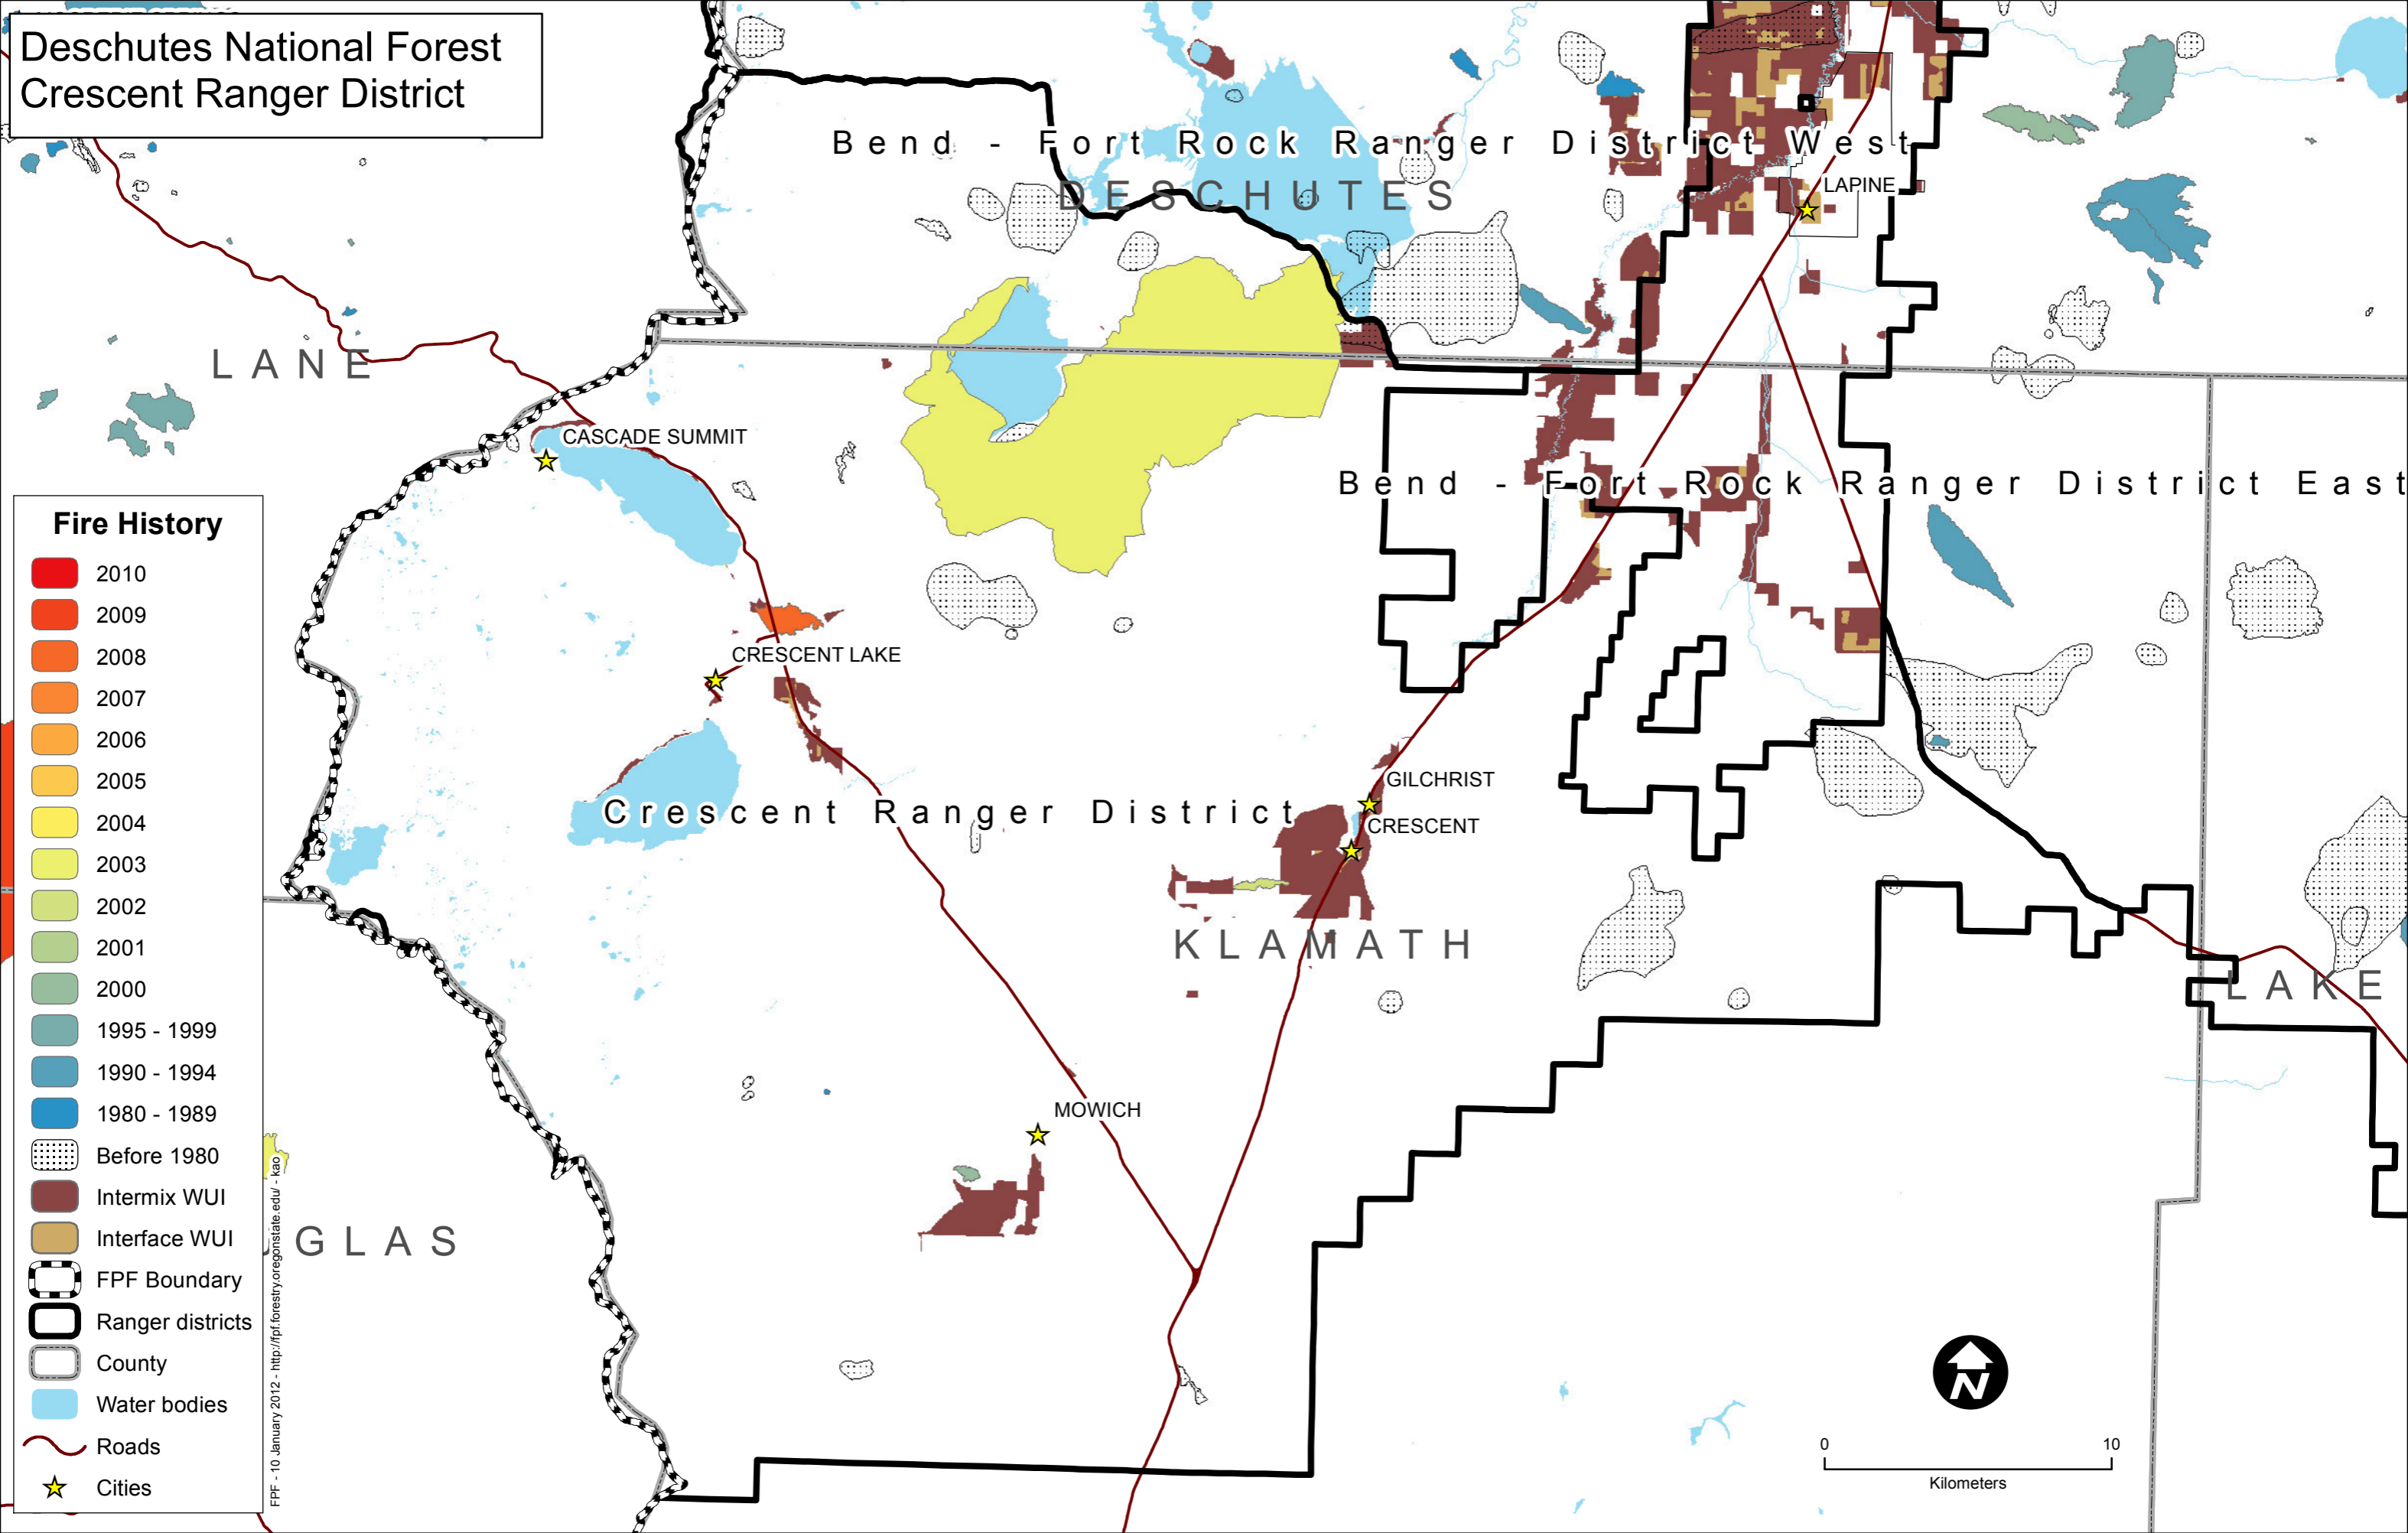 Deschutes National Forest
Crescent Ranger District
Bend - Fort Rock Ranger District West
DESCHUTES
LAPINE
LANE
CASCADE SUMMIT
Bend - Fort Rock Ranger District East
Fire History
2010
2009
2008
2007
2006
2005
2004
2003
2002
2001
2000
1995 - 1999
1990 - 1994
1980 - 1989
Before 1980
Intermix WUI
Interface WUI
FPF Boundary
Ranger districts
County
Water bodies
Roads
Cities
FPF - 10 January 2012 - http://fpf.forestry.oregonstate.edu/ - kao
CRESCENT LAKE
GILCHRIST
Crescent Ranger District
CRESCENT
KLAMATH
LAKE
MOWICH
GLAS
N
0 10
Kilometers